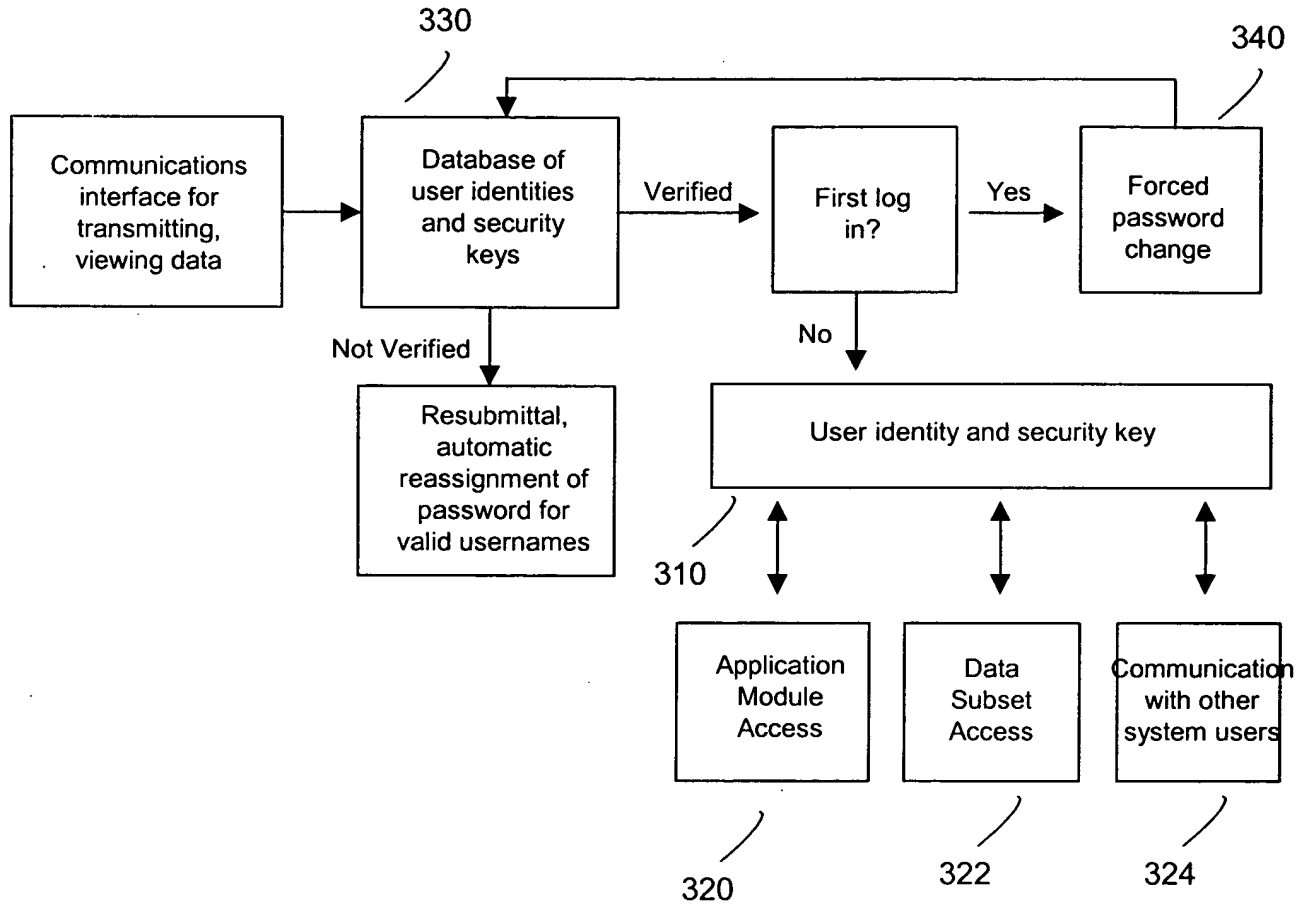 330
340
Communications
interface for
transmitting,
viewing data
Database of
user identities
and security
keys
Verified
First log
in?
Yes
Forced
password
change
Not Verified
No
Resubmittal,
automatic
reassignment of
password for
valid usernames
User identity and security key
310
Application
Module
Access
Data
Subset
Access
Communication
with other
system users
320
322
324